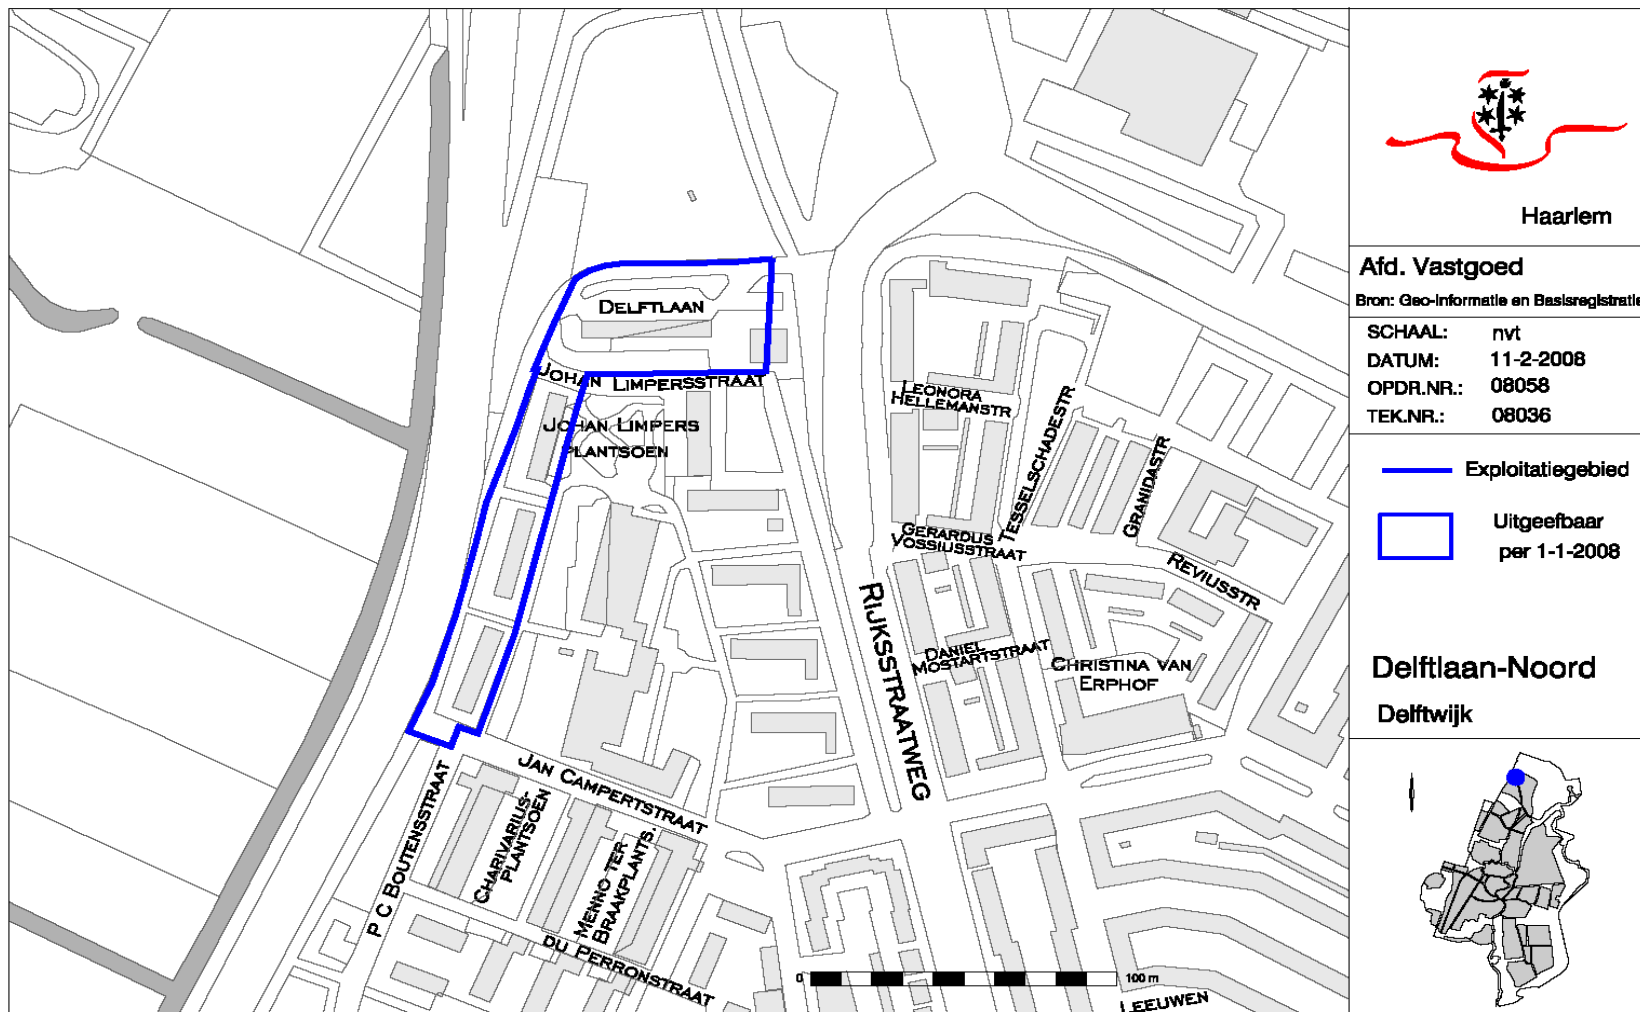 Haarlem
Afd. Vastgoed
Bron: Geo-informatie en Basisregistratie
SCHAAL: nvt
DATUM: 11-2-2008
OPDR.NR.: 08058
TEK.NR.: 08036
Exploitatiegebied
Uitgeefbaar
per 1-1-2008
Delftlaan-Noord
Delftwijk
DELFTLAAN
JOHAN LIMPERSSTRAAT
JOHAN LIMPERS
PLANTSOEN
LEONORA
HELLEMANSTR
TESSELSCHADESTR
GRANIDASTR
GERARDUS
VOSSIUSSTRAAT
REVIUSSTR
RIJKSSTRAATWEG
DANIEL
MOSTARTSTRAAT
CHRISTINA VAN
ERPHOF
JAN CAMPERTSTRAAT
P C BOUTENSSTRAAT
CHARIVARIUS-
PLANTSOEN
MENNO TER-
BRAAKPLANTS.
DU PERRONSTRAAT
0 100 m
LEEUWEN